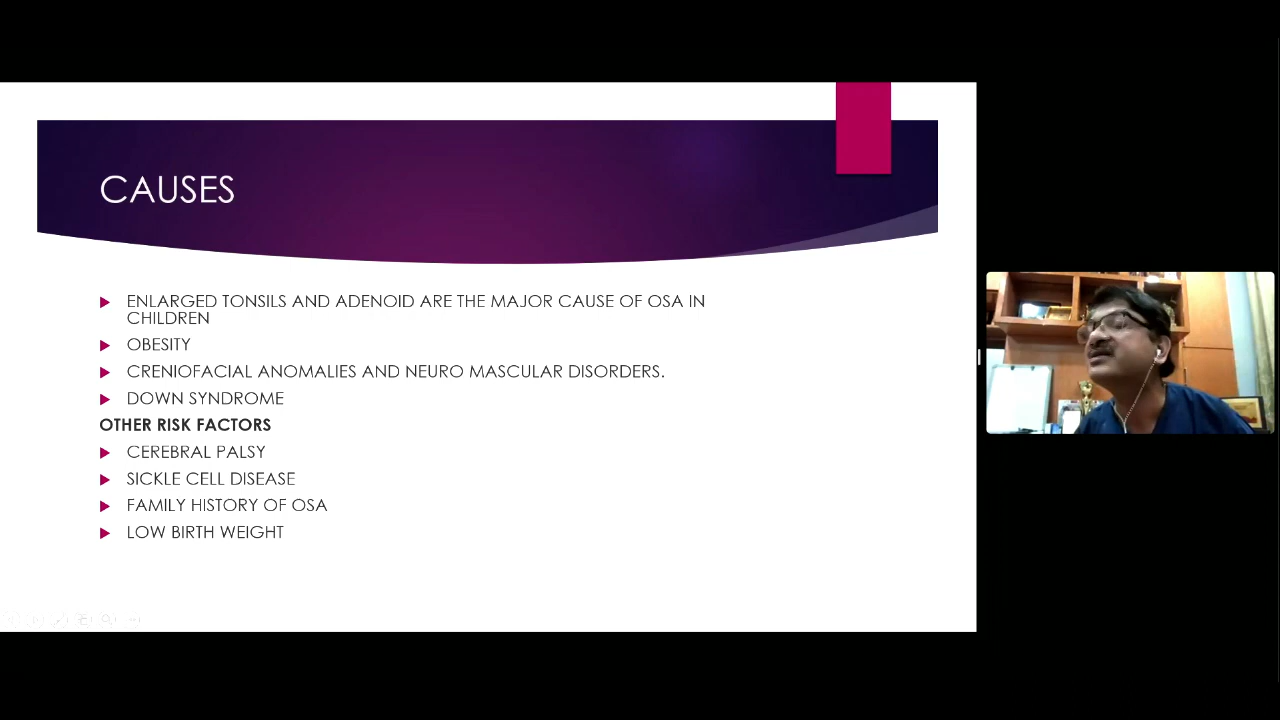 CAUSES
ENLARGED TONSILS AND ADENOID ARE THE MAJOR CAUSE OF OSA IN
CHILDREN
OBESITY
CRENIOFACIAL ANOMALIES AND NEURO MASCULAR DISORDERS.
DOWN SYNDROME
OTHER RISK FACTORS
CEREBRAL PALSY
SICKLE CELL DISEASE
FAMILY HISTORY OF OSA
LOW BIRTH WEIGHT